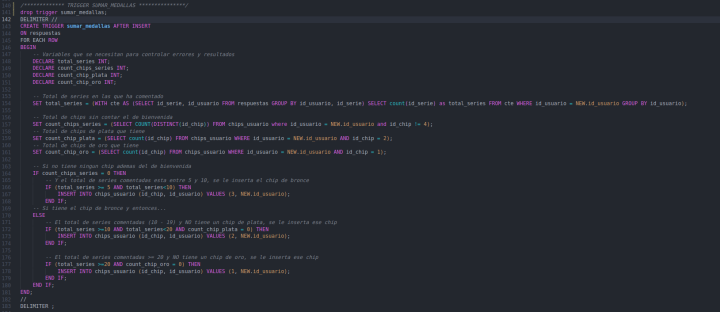 /************* TRIGGER SUMAR_MEDALLAS **************/
drop trigger sumar_medallas;
142 DELIMITER //
CREATE TRIGGER sumar_medallas AFTER INSERT
ON respuestas
FOR EACH ROW
BEGIN
-- Variables que se necesiten para controlar errores y resultados
DECLARE total_series INT;
DECLARE count_chips_series INT;
DECLARE count_chip_plata INT;
DECLARE count_chip_oro INT;
-- Total de series en las que ha comentado
SET total_series = (WITH cte AS (SELECT id_serie, id_usuario FROM respuestas GROUP BY id_usuario, id_serie) SELECT count(id_serie) as total_series FROM cte WHERE id_usuario = NEW.id_usuario GROUP BY id_usuario);
-- Total de chips sin contar el de bienvenida
SET count_chips_series = (SELECT COUNT(DISTINCT(id_chip)) FROM chips_usuario where id_usuario = NEW.id_usuario and id_chip != 4);
-- Total de chips de plata que tiene
SET count_chip_plata = (SELECT count(id_chip) FROM chips_usuario WHERE id_usuario = NEW.id_usuario AND id_chip = 2);
-- Total de chips de oro que tiene
SET count_chip_oro = (SELECT count(id_chip) FROM chips_usuario WHERE id_usuario = NEW.id_usuario AND id_chip = 1);
-- Si no tiene ningun chip ademas del de bienvenida
IF count_chips_series = 0 THEN
-- Y el total de series comentadas esta entre 5 y 10, se le inserta el chip de bronce
IF (total_series >= 5 AND total_series<10) THEN
INSERT INTO chips_usuario (id_chip, id_usuario) VALUES (3, NEW.id_usuario);
END IF;
-- Si tiene el chip de bronce y entonces...
ELSE
-- El total de series comentadas (10 - 19) y NO tiene un chip de plata, se le inserta ese chip
IF (total_series >=10 AND total_series<20 AND count_chip_plata = 0) THEN
INSERT INTO chips_usuario (id_chip, id_usuario) VALUES (2, NEW.id_usuario);
END IF;
-- El total de series comentadas >= 20 y NO tiene un chip de oro, se le inserta ese chip
IF (total_series >=20 AND count_chip_oro = 0) THEN
INSERT INTO chips_usuario (id_chip, id_usuario) VALUES (1, NEW.id_usuario);
END IF;
END IF;
END;
//
DELIMITER ;